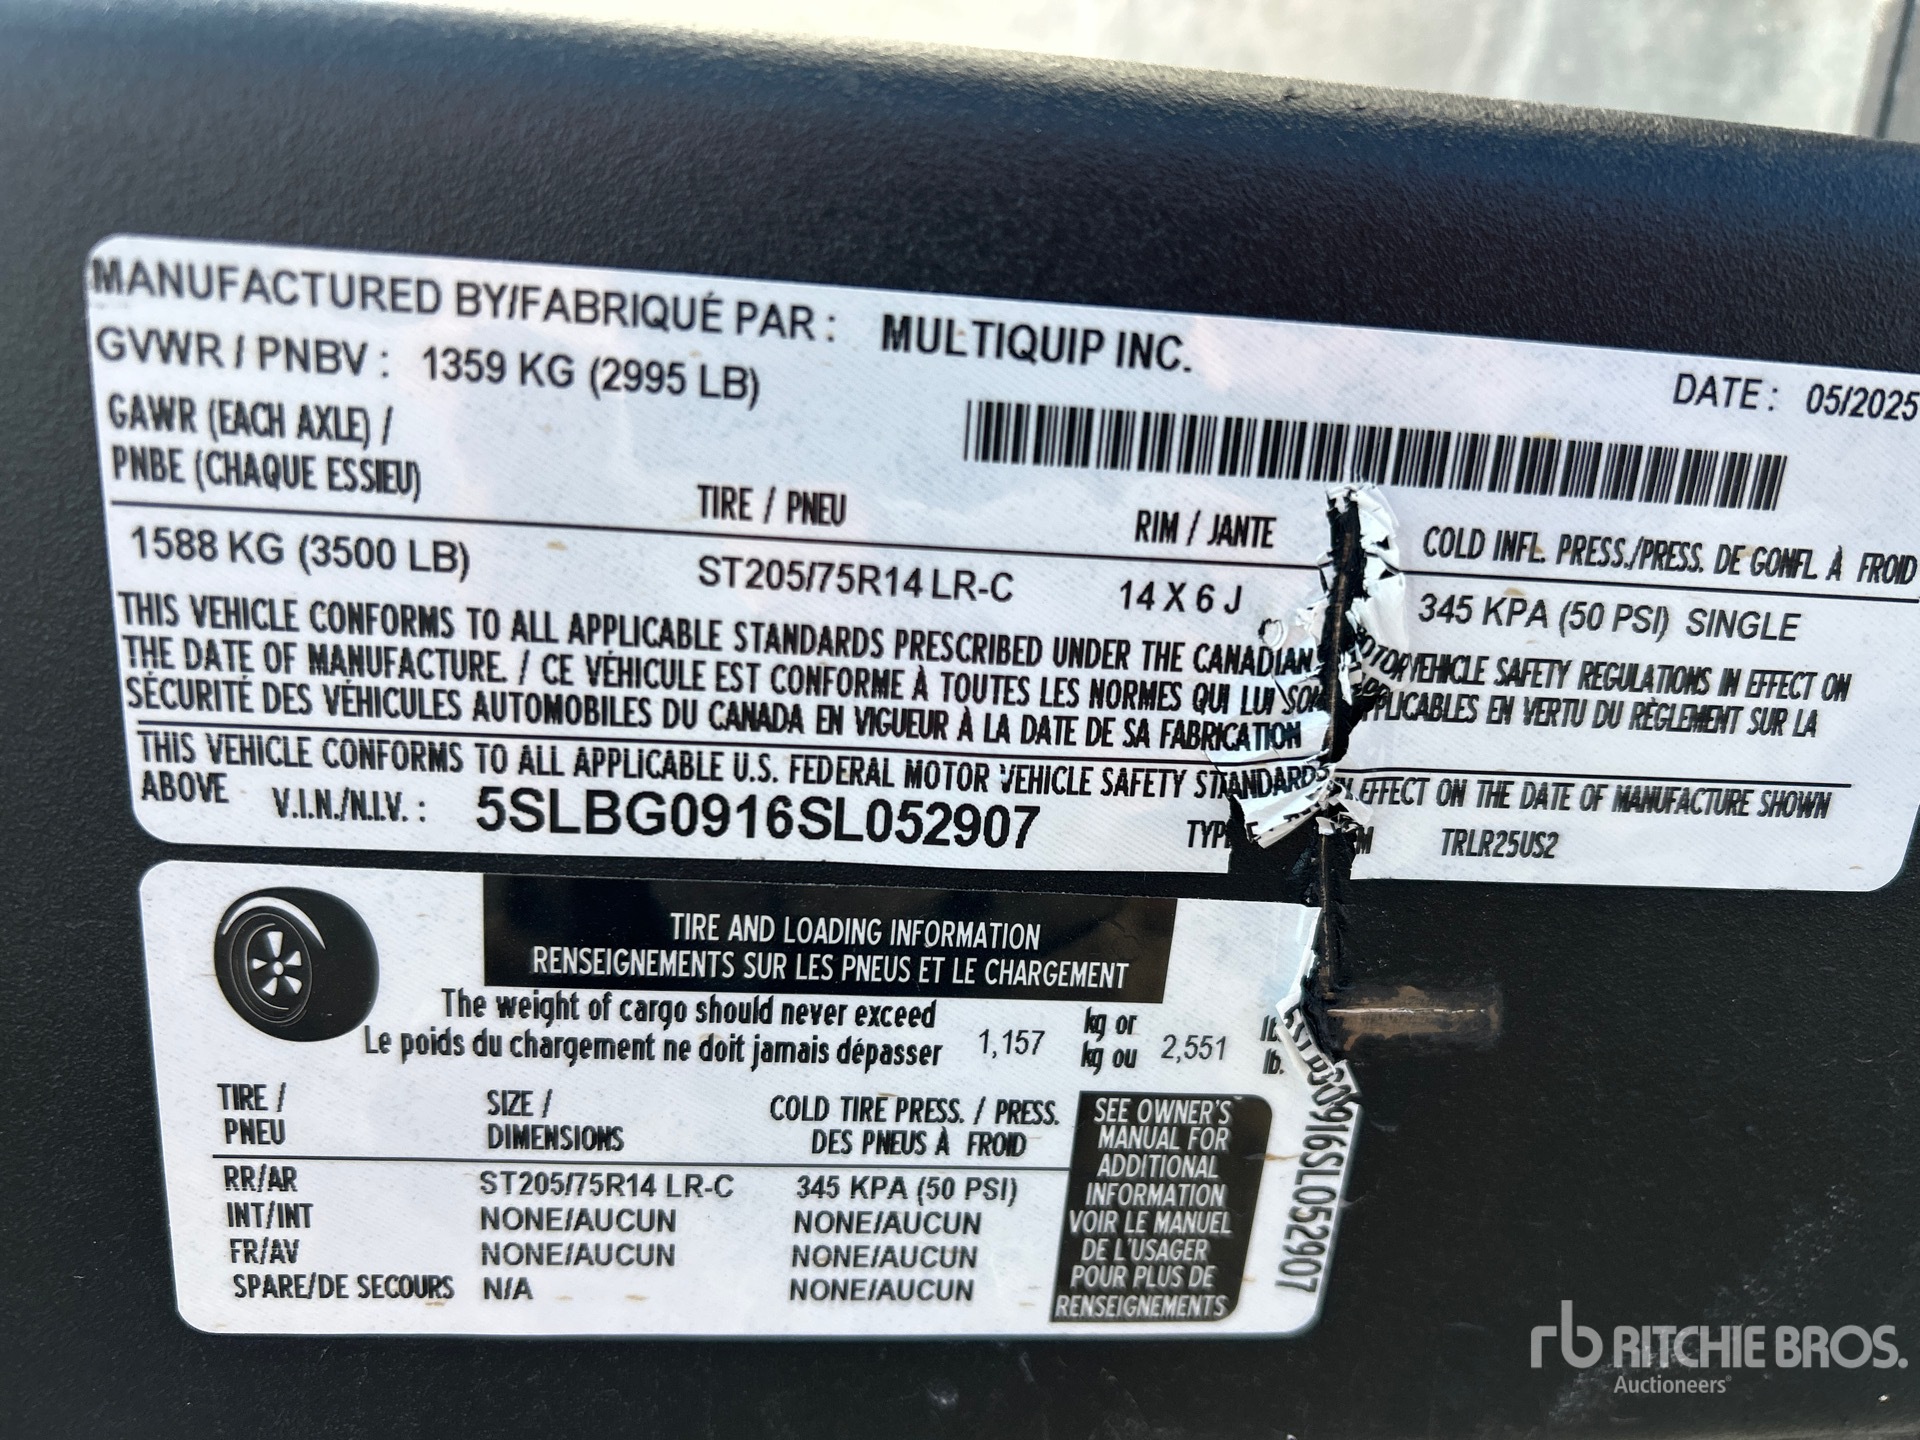 MANUFACTURED BY/FABRIQUÉ PAR : MULTIQUIP INC.
GVWR / PNBV : 1359 KG (2995 LB)
DATE : 05/2025
GAWR (EACH AXLE) /
PNBE (CHAQUE ESSIEU)
TIRE / PNEU RIM / JANTE COLD INFL. PRESS./PRESS. DE GONFL. À FROID
1588 KG (3500 LB) ST205/75R14 LR-C 14 X 6 J 345 KPA (50 PSI) SINGLE
THIS VEHICLE CONFORMS TO ALL APPLICABLE STANDARDS PRESCRIBED UNDER THE CANADIAN VEHICLE SAFETY REGULATIONS IN EFFECT ON
THE DATE OF MANUFACTURE. / CE VÉHICULE EST CONFORME À TOUTES LES NORMES QUI LUI SONT APPLICABLES EN VERTU DU RÈGLEMENT SUR LA
SÉCURITÉ DES VÉHICULES AUTOMOBILES DU CANADA EN VIGUEUR À LA DATE DE SA FABRICATION
THIS VEHICLE CONFORMS TO ALL APPLICABLE U.S. FEDERAL MOTOR VEHICLE SAFETY STANDARDS EFFECT ON THE DATE OF MANUFACTURE SHOWN
ABOVE V.I.N./N.I.V. : 5SLBG0916SL052907 TYPE TRLR25US2
TIRE AND LOADING INFORMATION
RENSEIGNEMENTS SUR LES PNEUS ET LE CHARGEMENT
The weight of cargo should never exceed
Le poids du chargement ne doit jamais dépasser
1,157
kg or
kg ou
2,551
lb.
TIRE /
PNEU
SIZE /
DIMENSIONS
COLD TIRE PRESS. / PRESS.
DES PNEUS À FROID
RR/AR ST205/75R14 LR-C 345 KPA (50 PSI)
INT/INT NONE/AUCUN NONE/AUCUN
FR/AV NONE/AUCUN NONE/AUCUN
SPARE/DE SECOURS N/A NONE/AUCUN
SEE OWNER'S
MANUAL FOR
ADDITIONAL
INFORMATION
VOIR LE MANUEL
DE L'USAGER
POUR PLUS DE
RENSEIGNEMENTS
0916SL052907
rb RITCHIE BROS.
Auctioneers